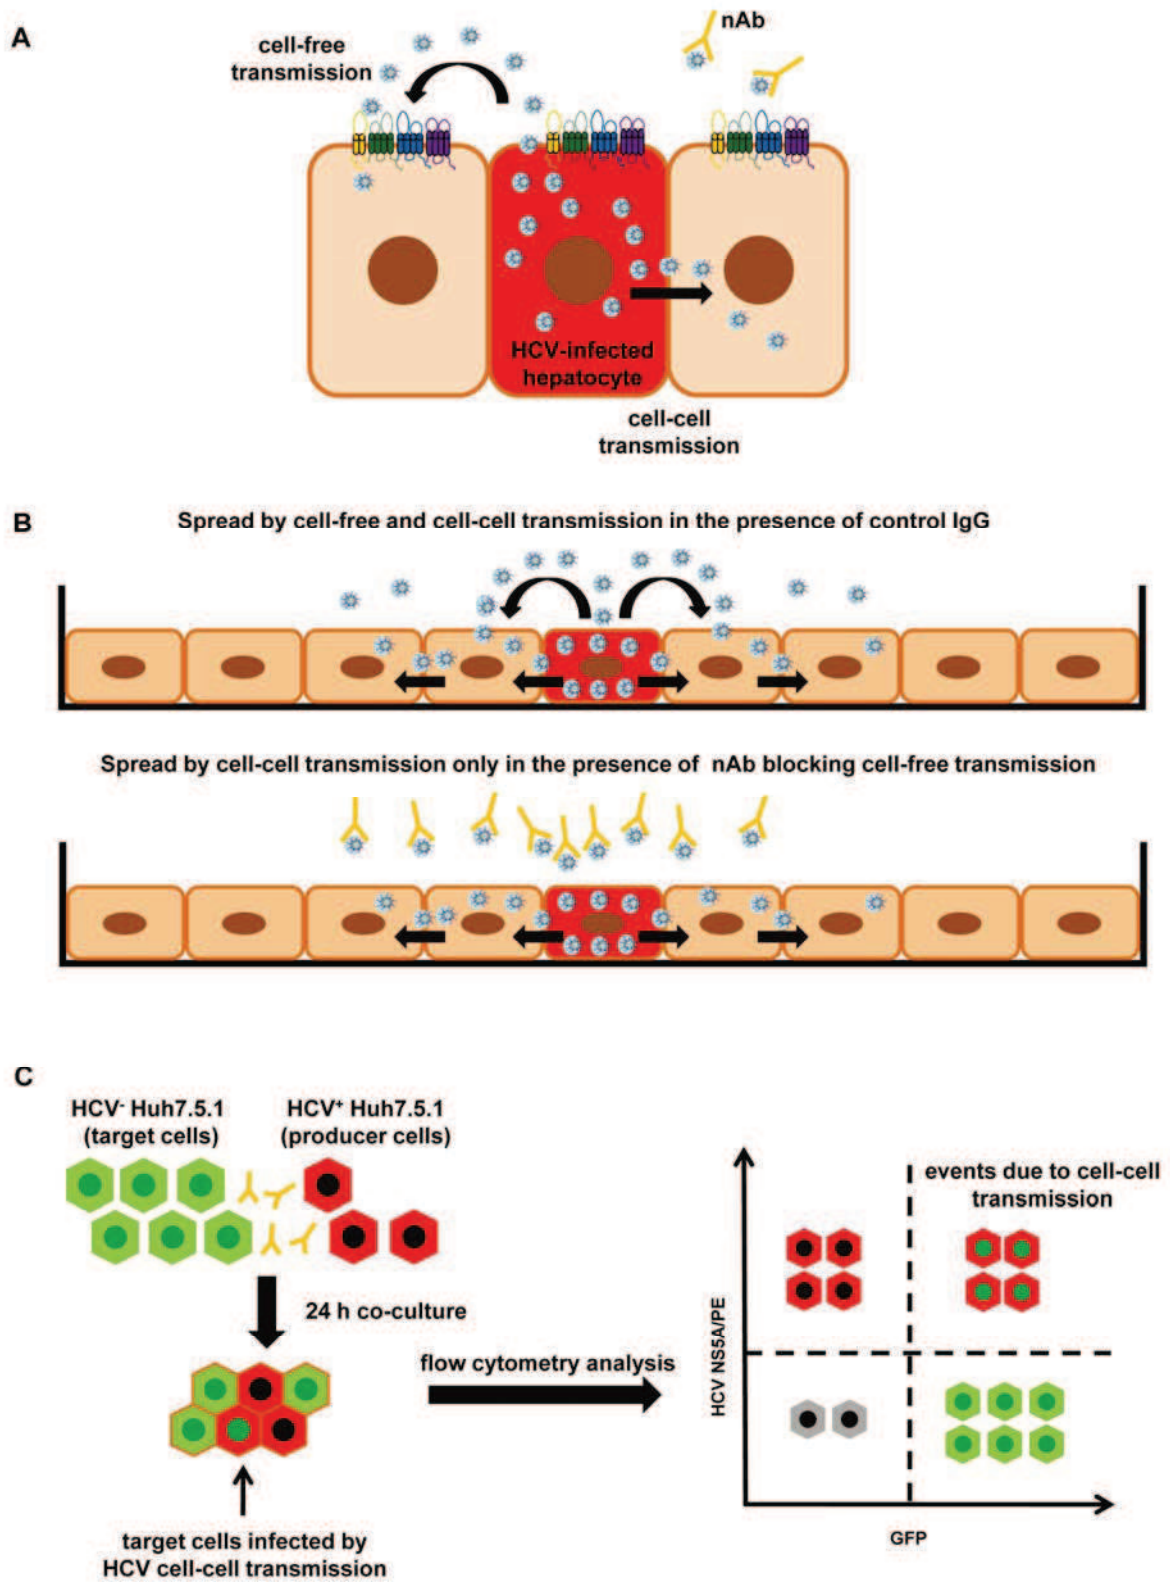 A
cell-free
transmission
nAb
HCV-infected
hepatocyte
cell-cell
transmission
B
Spread by cell-free and cell-cell transmission in the presence of control IgG
Spread by cell-cell transmission only in the presence of nAb blocking cell-free transmission
C
HCV⁻ Huh7.5.1
(target cells)
HCV⁺ Huh7.5.1
(producer cells)
24 h co-culture
target cells infected by
HCV cell-cell transmission
flow cytometry analysis
events due to cell-cell
transmission
HCV NS5A/PE
GFP